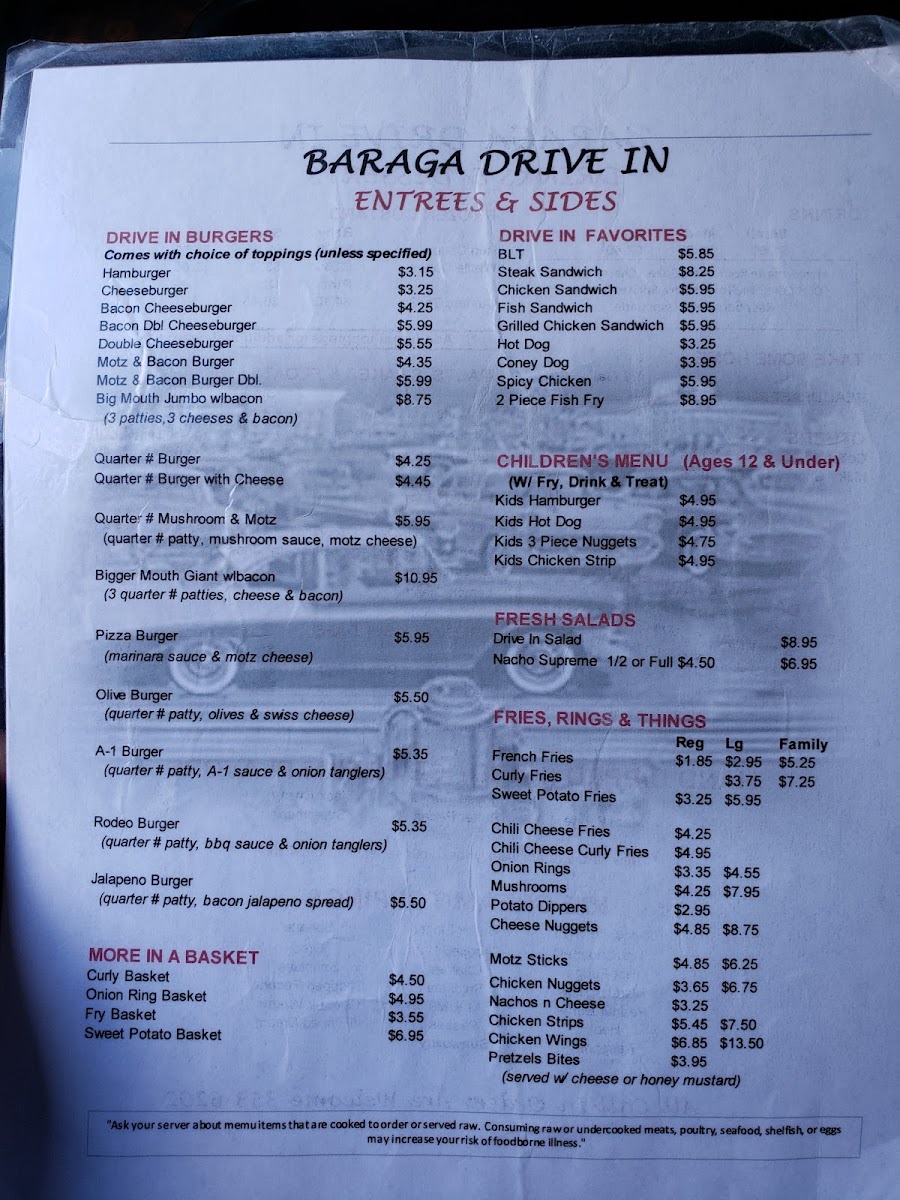 BARAGA DRIVE IN
ENTREES & SIDES
DRIVE IN BURGERS
Comes with choice of toppings (unless specified)
Hamburger $3.15
Cheeseburger $3.25
Bacon Cheeseburger $4.25
Bacon Dbl Cheeseburger $5.99
Double Cheeseburger $5.55
Motz & Bacon Burger $4.35
Motz & Bacon Burger Dbl. $5.99
Big Mouth Jumbo w\bacon $8.75
(3 patties,3 cheeses & bacon)
Quarter # Burger $4.25
Quarter # Burger with Cheese $4.45
Quarter # Mushroom & Motz $5.95
(quarter # patty, mushroom sauce, motz cheese)
Bigger Mouth Giant w\bacon $10.95
(3 quarter # patties, cheese & bacon)
Pizza Burger $5.95
(marinara sauce & motz cheese)
Olive Burger $5.50
(quarter # patty, olives & swiss cheese)
A-1 Burger $5.35
(quarter # patty, A-1 sauce & onion tanglers)
Rodeo Burger $5.35
(quarter # patty, bbq sauce & onion tanglers)
Jalapeno Burger
(quarter # patty, bacon jalapeno spread) $5.50
MORE IN A BASKET
Curly Basket $4.50
Onion Ring Basket $4.95
Fry Basket $3.55
Sweet Potato Basket $6.95
DRIVE IN FAVORITES
BLT $5.85
Steak Sandwich $8.25
Chicken Sandwich $5.95
Fish Sandwich $5.95
Grilled Chicken Sandwich $5.95
Hot Dog $3.25
Coney Dog $3.95
Spicy Chicken $5.95
2 Piece Fish Fry $8.95
CHILDREN'S MENU (Ages 12 & Under)
(W/ Fry, Drink & Treat)
Kids Hamburger $4.95
Kids Hot Dog $4.95
Kids 3 Piece Nuggets $4.75
Kids Chicken Strip $4.95
FRESH SALADS
Drive In Salad $8.95
Nacho Supreme 1/2 or Full $4.50 $6.95
FRIES, RINGS & THINGS
Reg Lg Family
French Fries $1.85 $2.95 $5.25
Curly Fries $3.75 $7.25
Sweet Potato Fries $3.25 $5.95
Chili Cheese Fries $4.25
Chili Cheese Curly Fries $4.95
Onion Rings $3.35 $4.55
Mushrooms $4.25 $7.95
Potato Dippers $2.95
Cheese Nuggets $4.85 $8.75
Motz Sticks $4.85 $6.25
Chicken Nuggets $3.65 $6.75
Nachos n Cheese $3.25
Chicken Strips $5.45 $7.50
Chicken Wings $6.85 $13.50
Pretzels Bites $3.95
(served w/ cheese or honey mustard)
"Ask your server about memu items that are cooked to order or served raw. Consuming raw or undercooked meats, poultry, seafood, shelfish, or eggs
may increase your risk of foodborne illness."